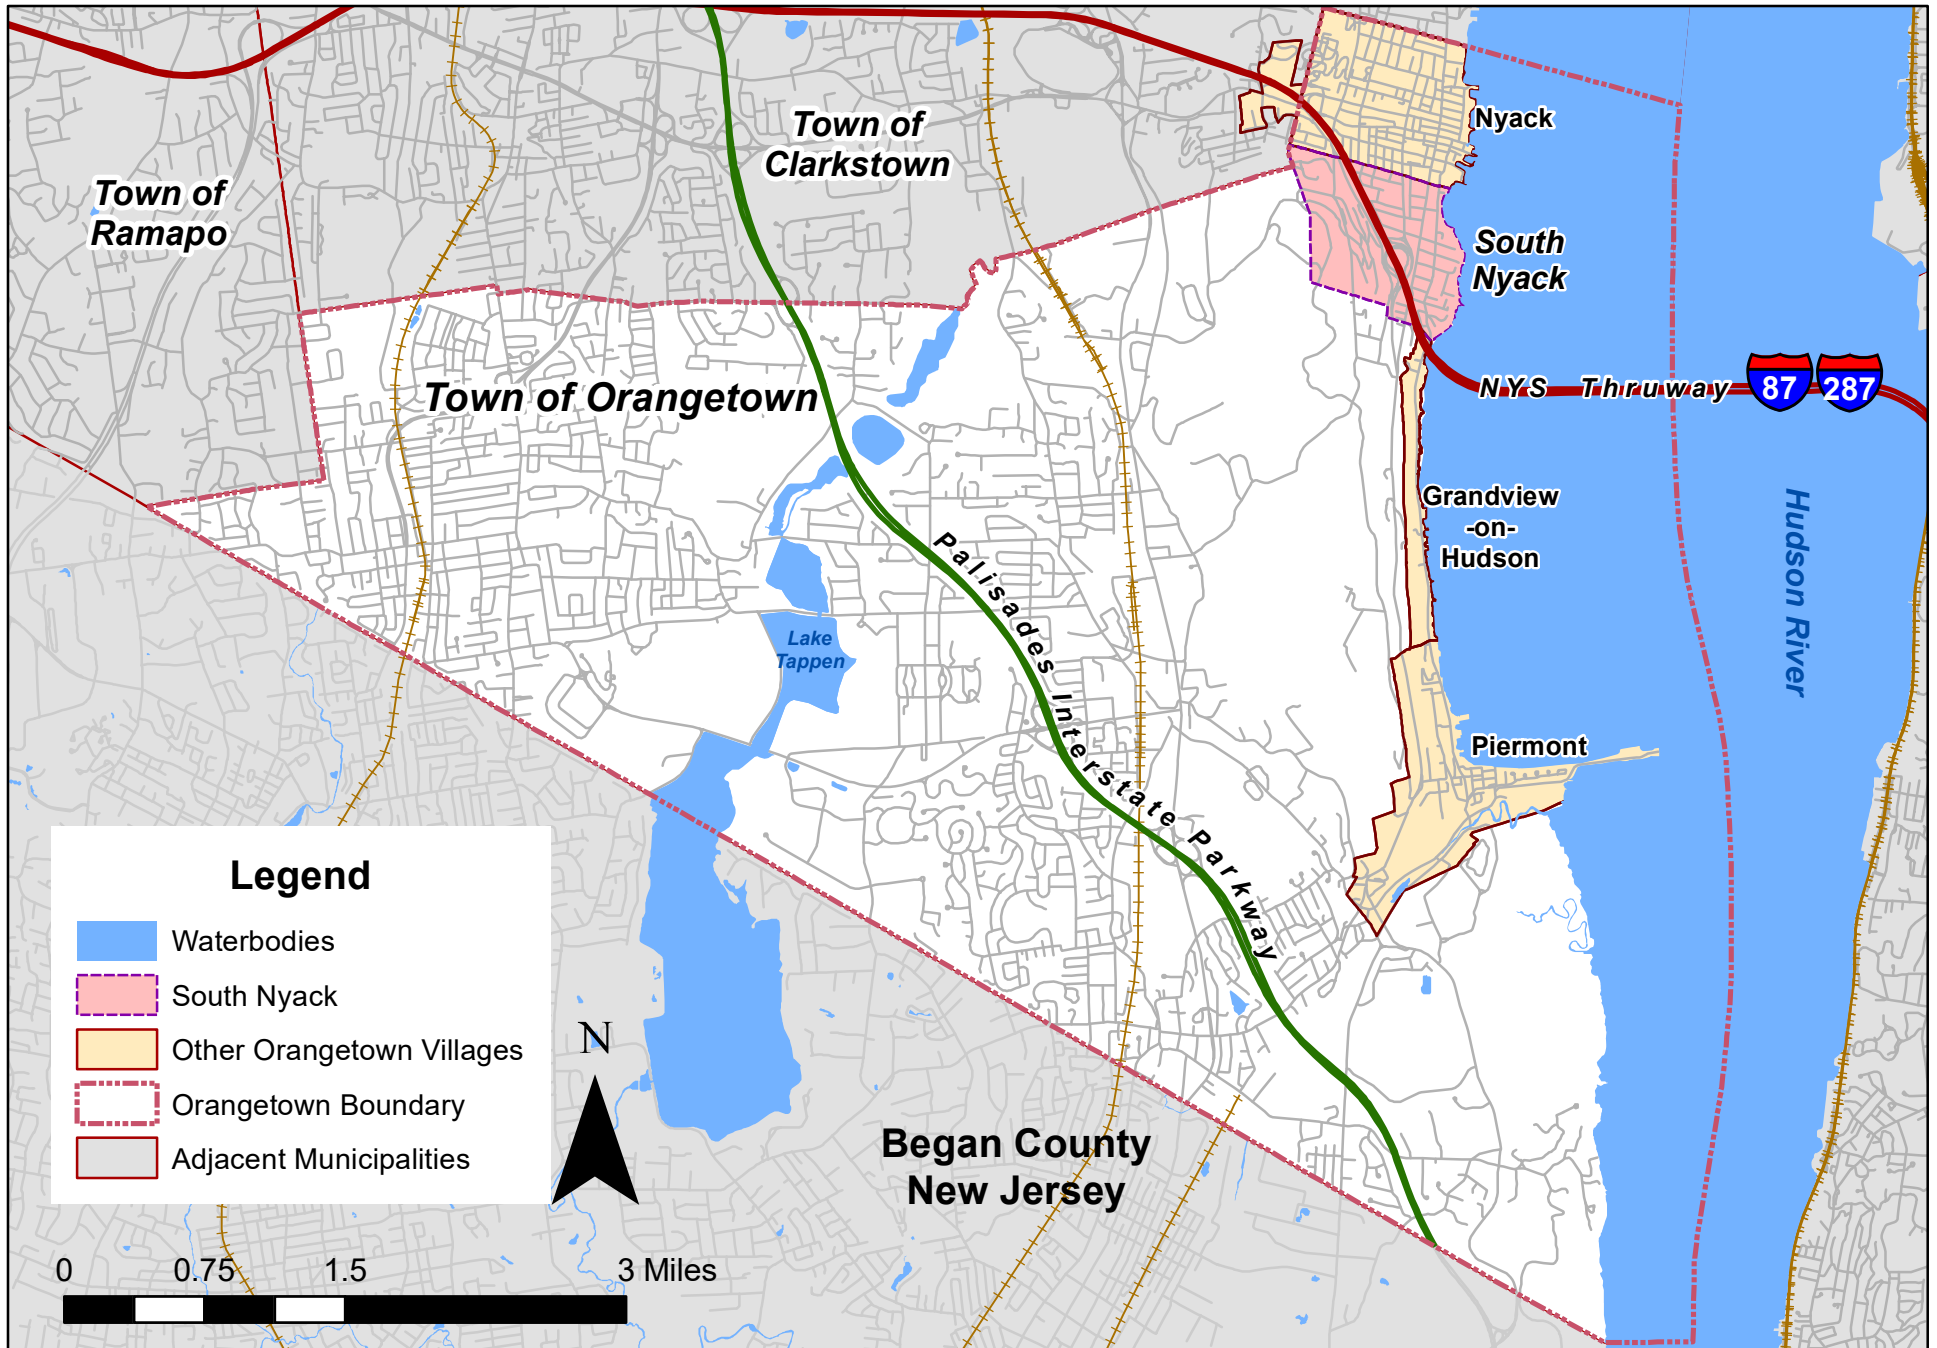 Town of
Ramapo
Town of
Clarkstown
Nyack
South
Nyack
Town of Orangetown
NYS Thruway
87
287
Grandview
-on-
Hudson
Hudson River
Palisades Interstate Parkway
Lake
Tappen
Piermont
Legend
Waterbodies
South Nyack
Other Orangetown Villages
Orangetown Boundary
Adjacent Municipalities
N
Began County
New Jersey
0 0.75 1.5 3 Miles